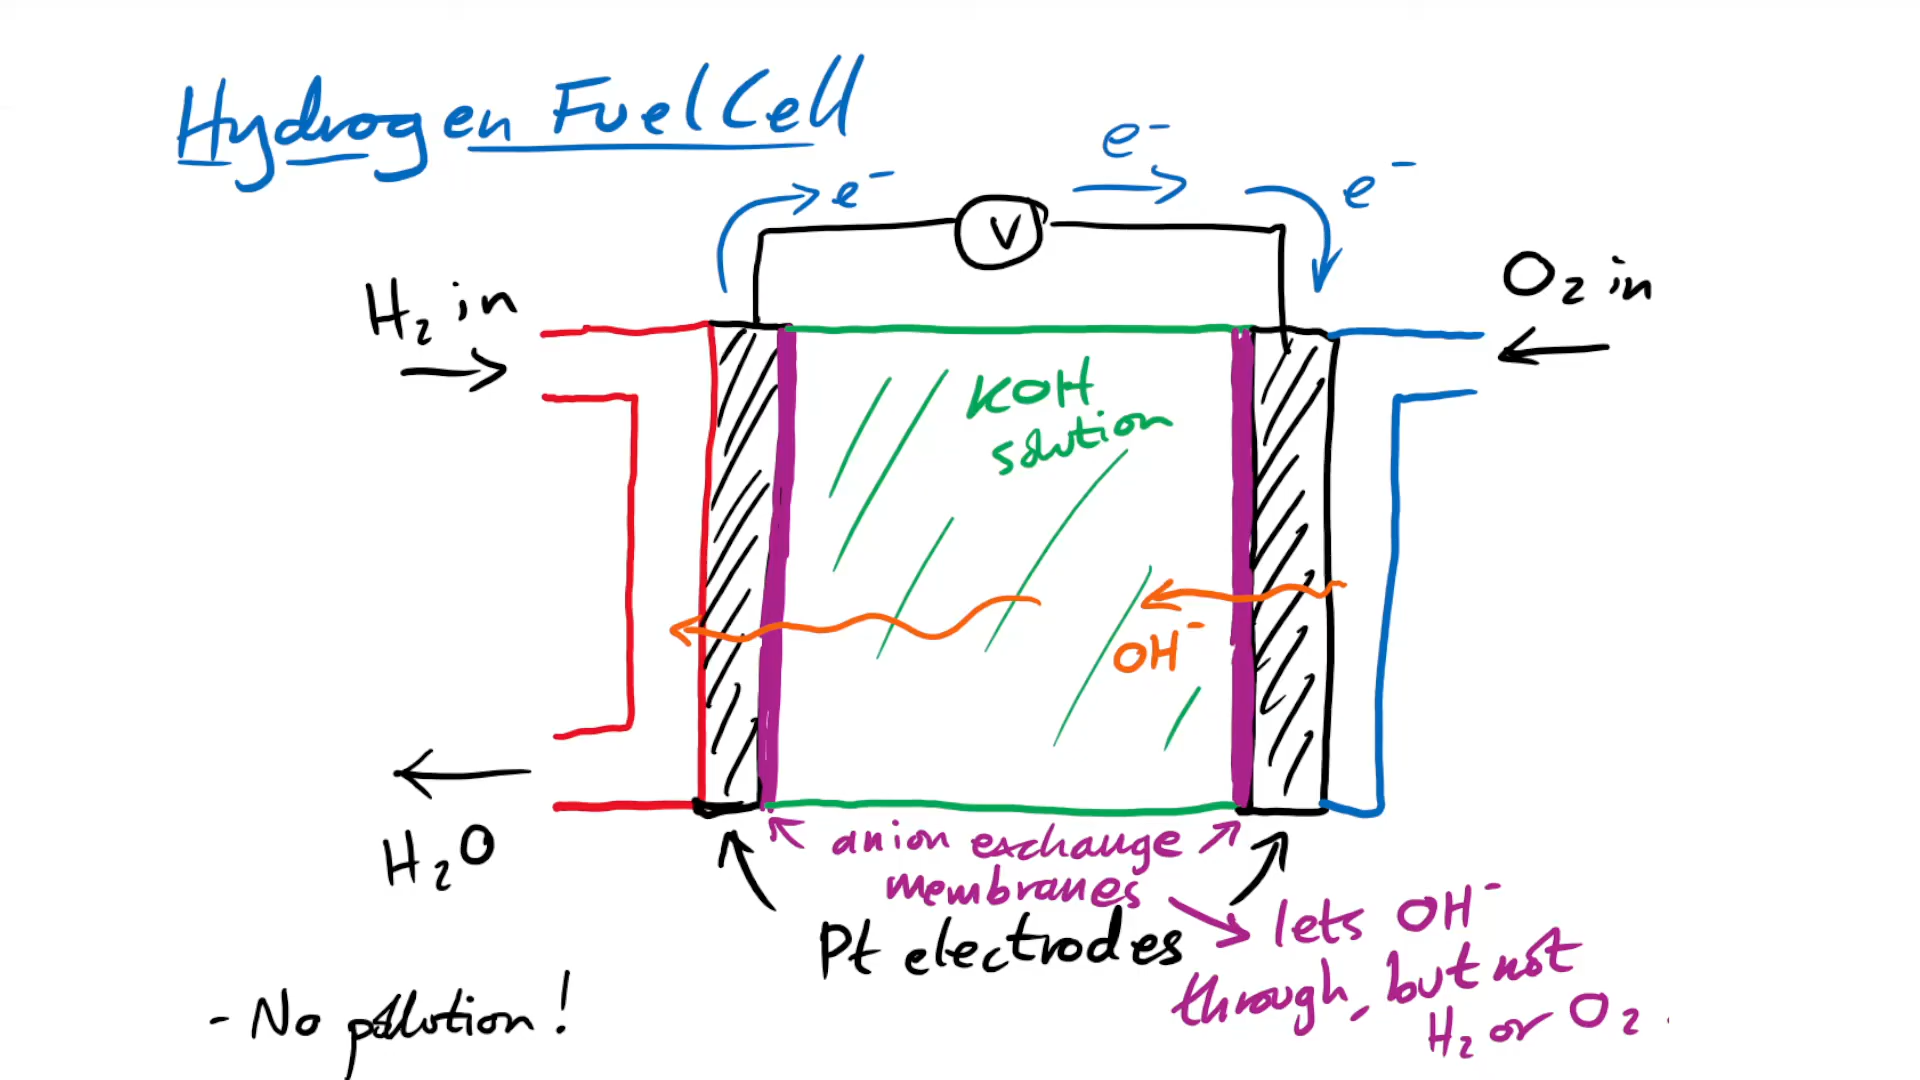 Hydrogen Fuel Cell
e⁻
e⁻
e⁻
V
H₂ in
O₂ in
KOH
solution
OH⁻
H₂O
anion exchange
membranes
Pt electrodes
lets OH⁻
through, but not
H₂ or O₂.
- No pollution!